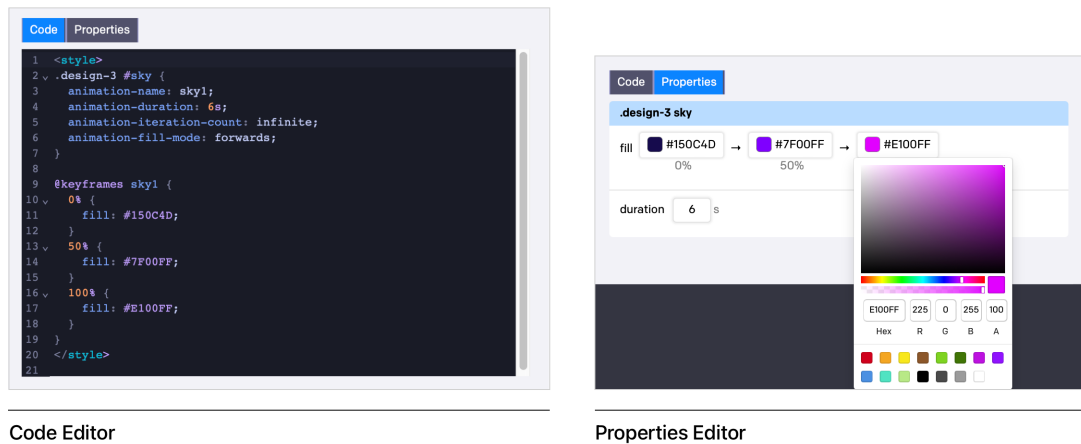 Code Properties
1 <style>
2 .design-3 #sky {
3 animation-name: sky1;
4 animation-duration: 6s;
5 animation-iteration-count: infinite;
6 animation-fill-mode: forwards;
7 }
8
9 @keyframes sky1 {
10 0% {
11 fill: #150C4D;
12 }
13 50% {
14 fill: #7F00FF;
15 }
16 100% {
17 fill: #E100FF;
18 }
19 }
20 </style>
21
Code Editor
Code Properties
.design-3 sky
fill #150C4D → #7F00FF → #E100FF
0% 50%
duration 6 s
E100FF 225 0 255 100
Hex R G B A
Properties Editor